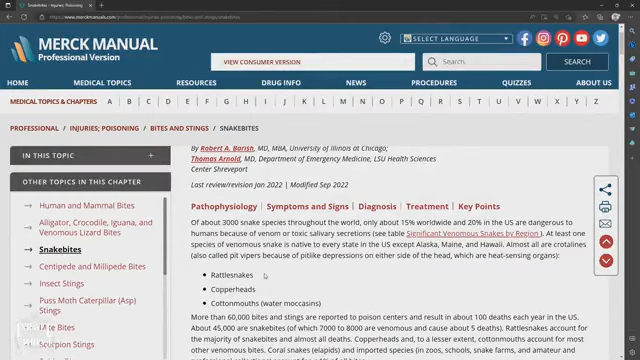 Snakebites - Injuries; Poisoning
https://www.merckmanuals.com/professional/injuries-poisoning/bites-and-stings/snakebites
MERCK MANUAL
Professional Version
SELECT LANGUAGE
VIEW CONSUMER VERSION
Search.
SEARCH
HOME
MEDICAL TOPICS
RESOURCES
DRUG INFO
NEWS
PROCEDURES
QUIZZES
ABOUT US
MEDICAL TOPICS & CHAPTERS A B C D E F G H I J K L M N O P Q R S T U V W X Y Z
PROFESSIONAL / INJURIES; POISONING / BITES AND STINGS / SNAKEBITES
IN THIS TOPIC +
OTHER TOPICS IN THIS CHAPTER
Human and Mammal Bites
Alligator, Crocodile, Iguana, and
Venomous Lizard Bites
Snakebites
Centipede and Millipede Bites
Insect Stings
Puss Moth Caterpillar (Asp)
Stings
Bites
Scorpion Stings
By Robert A. Barish, MD, MBA, University of Illinois at Chicago;
Thomas Arnold, MD, Department of Emergency Medicine, LSU Health Sciences
Center Shreveport
Last review/revision Jan 2022 | Modified Sep 2022
Pathophysiology | Symptoms and Signs | Diagnosis | Treatment | Key Points
Of about 3000 snake species throughout the world, only about 15% worldwide and 20% in the US are dangerous to
humans because of venom or toxic salivary secretions (see table Significant Venomous Snakes by Region ). At least one
species of venomous snake is native to every state in the US except Alaska, Maine, and Hawaii. Almost all are crotalines
(also called pit vipers because of pitlike depressions on either side of the head, which are heat-sensing organs):
Rattlesnakes
Copperheads
Cottonmouths (water moccasins)
More than 60,000 bites and stings are reported to poison centers and result in about 100 deaths each year in the US.
About 45,000 are snakebites (of which 7000 to 8000 are venomous and cause about 5 deaths). Rattlesnakes account for
the majority of snakebites and almost all deaths. Copperheads and, to a lesser extent, cottonmouths account for most
other venomous bites. Coral snakes (elapids) and imported species (in zoos, schools, snake farms, and amateur and